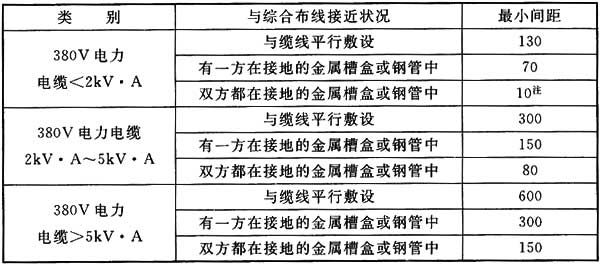 类 别 与综合布线接近状况 最小间距
380V 电力
电缆<2kV·A
与缆线平行敷设 130
有一方在接地的金属槽盒或钢管中 70
双方都在接地的金属槽盒或钢管中 10注
380V 电力电缆
2kV·A~5kV·A
与缆线平行敷设 300
有一方在接地的金属槽盒或钢管中 150
双方都在接地的金属槽盒或钢管中 80
380V 电力
电缆>5kV·A
与缆线平行敷设 600
有一方在接地的金属槽盒或钢管中 300
双方都在接地的金属槽盒或钢管中 150